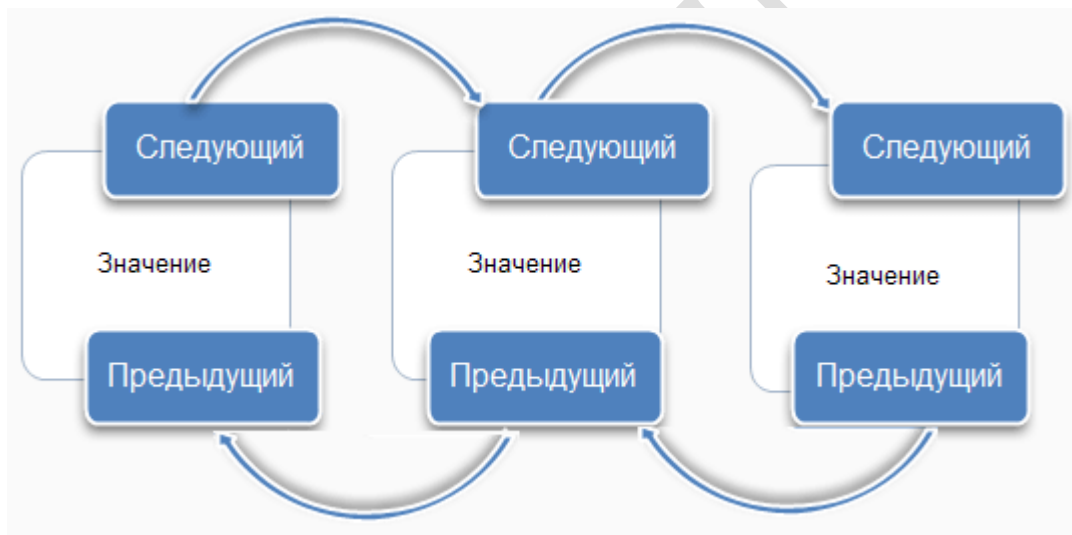 Следующий
Следующий
Следующий
Значение
Значение
Значение
Предыдущий
Предыдущий
Предыдущий